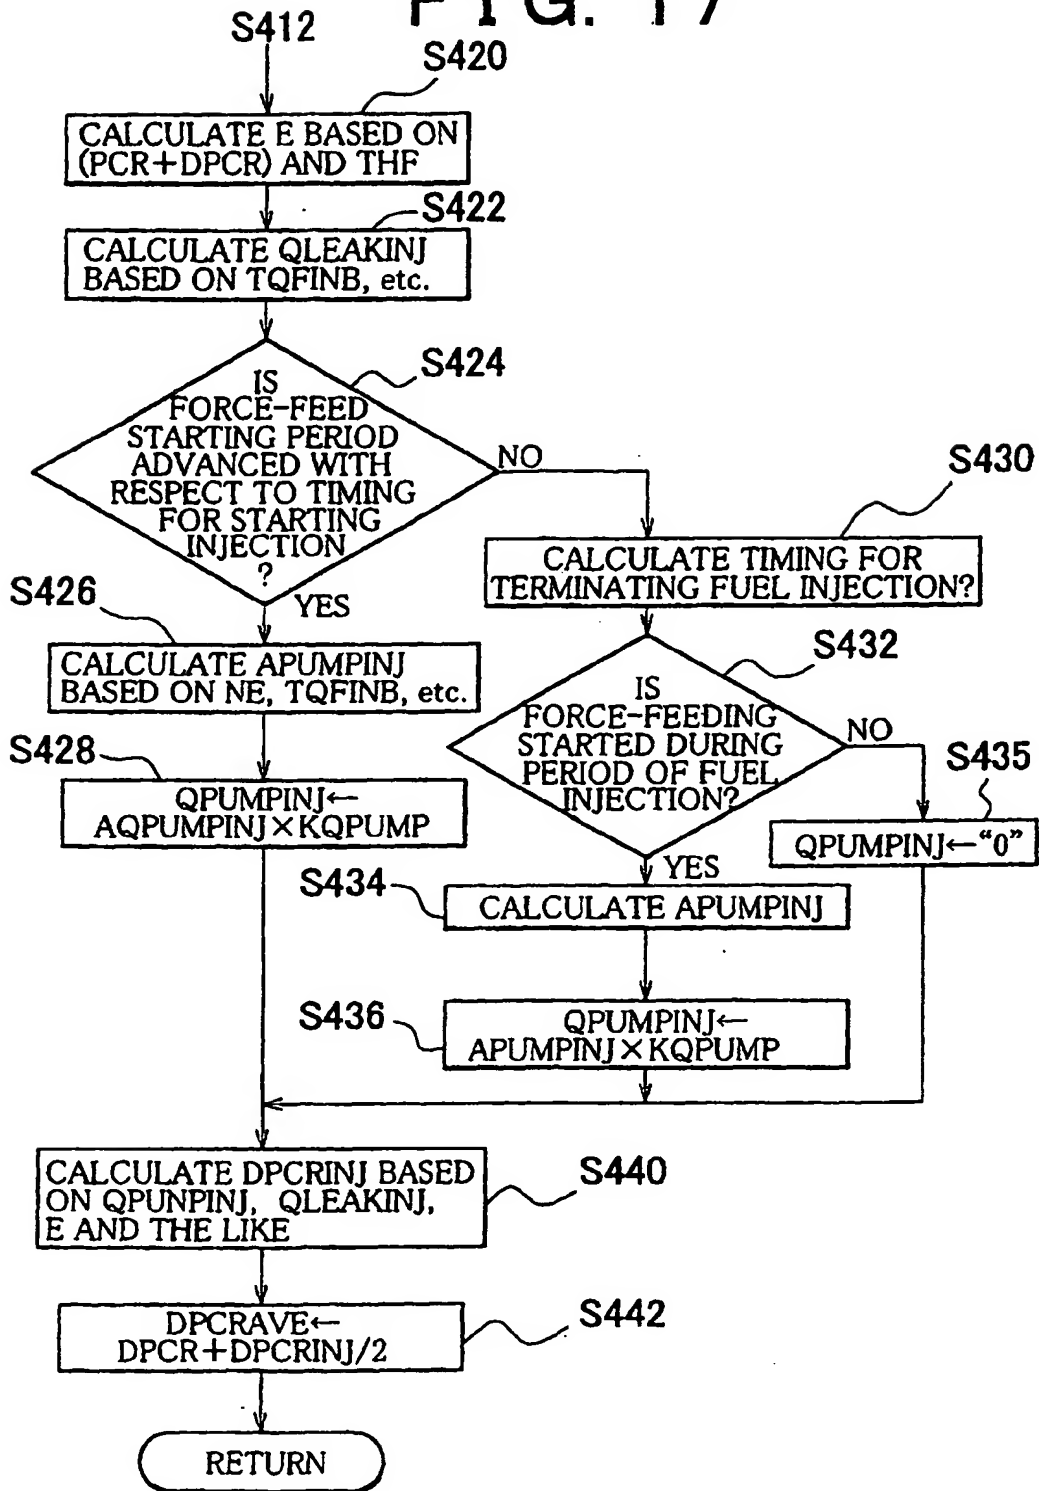 FIG. 17
S412
S420
CALCULATE E BASED ON
(PCR+DPCR) AND THF
S422
CALCULATE QLEAKINJ
BASED ON TQFINB, etc.
S424
IS
FORCE-FEED
STARTING PERIOD
ADVANCED WITH
RESPECT TO TIMING
FOR STARTING
INJECTION
?
NO
YES
S430
CALCULATE TIMING FOR
TERMINATING FUEL INJECTION?
S426
CALCULATE APUMPINJ
BASED ON NE, TQFINB, etc.
S432
IS
FORCE-FEEDING
STARTED DURING
PERIOD OF FUEL
INJECTION?
NO
YES
S428
QPUMPINJ←
AQPUMPINJ×KQPUMP
S435
QPUMPINJ←“0”
S434
CALCULATE APUMPINJ
S436
QPUMPINJ←
APUMPINJ×KQPUMP
S440
CALCULATE DPCRINJ BASED
ON QPUNPINJ, QLEAKINJ,
E AND THE LIKE
S442
DPCRAVE←
DPCR+DPCRINJ/2
RETURN